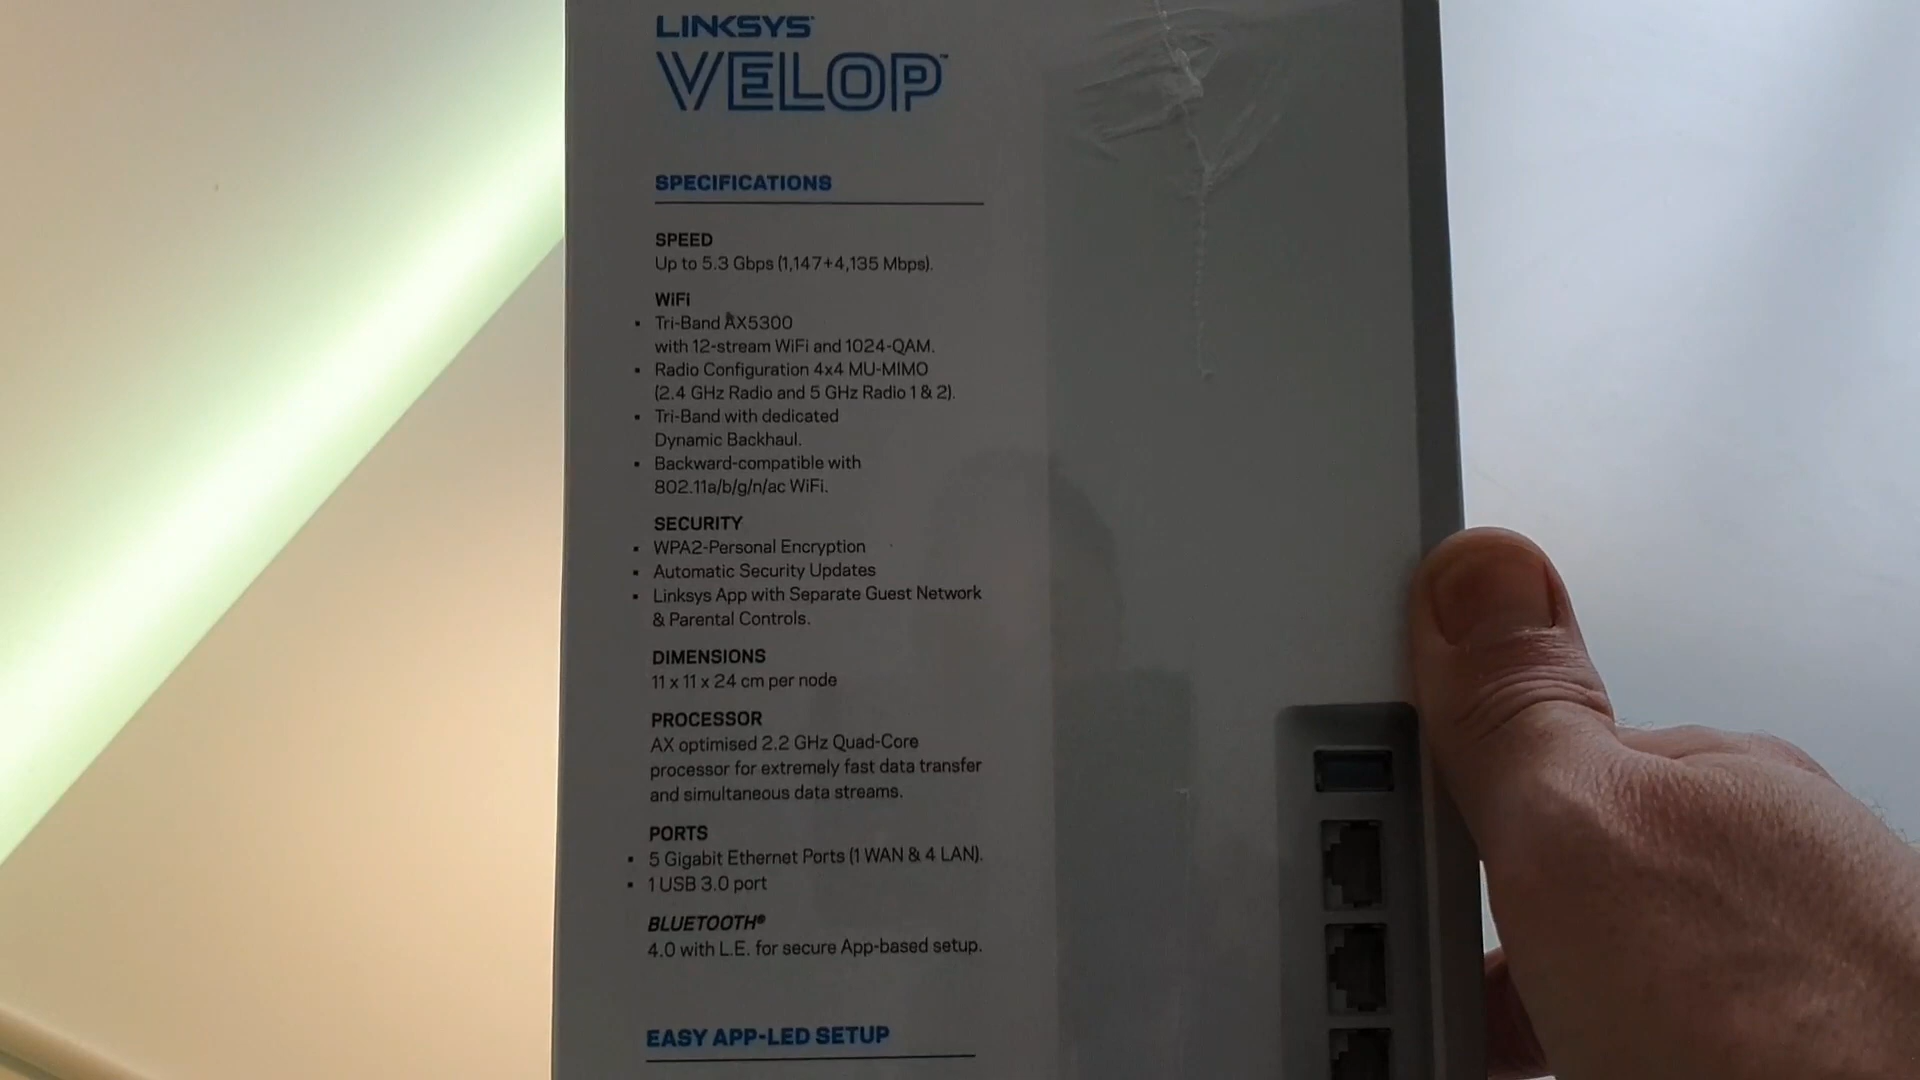 LINKSYS
VELOP™
SPECIFICATIONS
SPEED
Up to 5.3 Gbps (1,147+4,135 Mbps).
WiFi
▪ Tri-Band AX5300
with 12-stream WiFi and 1024-QAM.
▪ Radio Configuration 4x4 MU-MIMO
(2.4 GHz Radio and 5 GHz Radio 1 & 2).
▪ Tri-Band with dedicated
Dynamic Backhaul.
▪ Backward-compatible with
802.11a/b/g/n/ac WiFi.
SECURITY
▪ WPA2-Personal Encryption
▪ Automatic Security Updates
▪ Linksys App with Separate Guest Network
& Parental Controls.
DIMENSIONS
11 x 11 x 24 cm per node
PROCESSOR
AX optimised 2.2 GHz Quad-Core
processor for extremely fast data transfer
and simultaneous data streams.
PORTS
▪ 5 Gigabit Ethernet Ports (1 WAN & 4 LAN).
▪ 1 USB 3.0 port
BLUETOOTH®
4.0 with L.E. for secure App-based setup.
EASY APP-LED SETUP